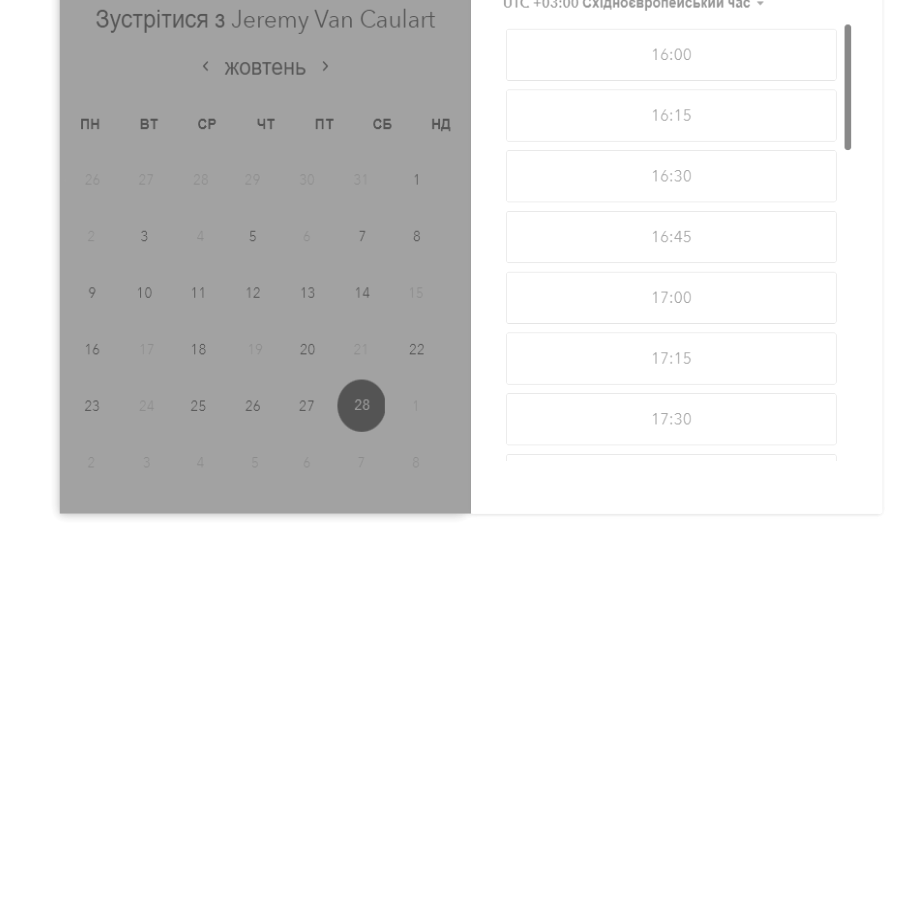 Зустрітися з Jeremy Van Caulart
‹ жовтень ›
ПН ВТ СР ЧТ ПТ СБ НД
26 27 28 29 30 31 1
2 3 4 5 6 7 8
9 10 11 12 13 14 15
16 17 18 19 20 21 22
23 24 25 26 27 28 1
2 3 4 5 6 7 8
UTC +03:00 Східноєвропейський час
16:00
16:15
16:30
16:45
17:00
17:15
17:30